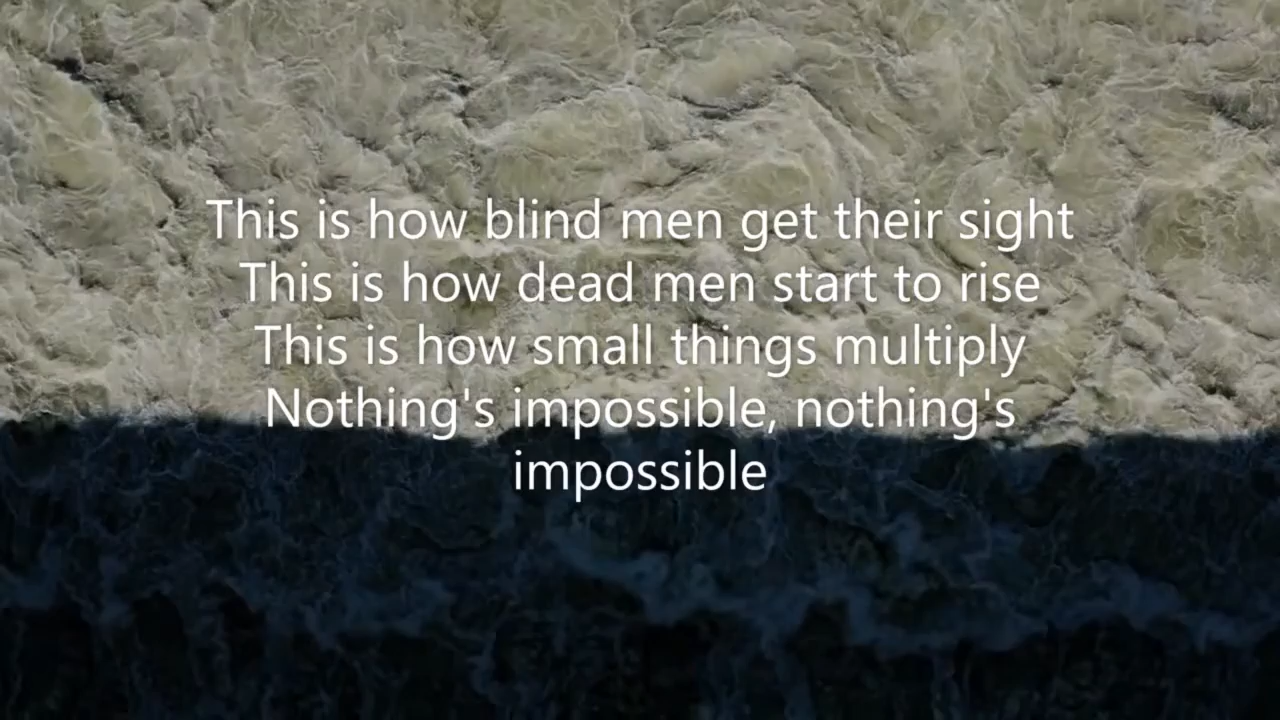 This is how blind men get their sight
This is how dead men start to rise
This is how small things multiply
Nothing's impossible, nothing's
impossible